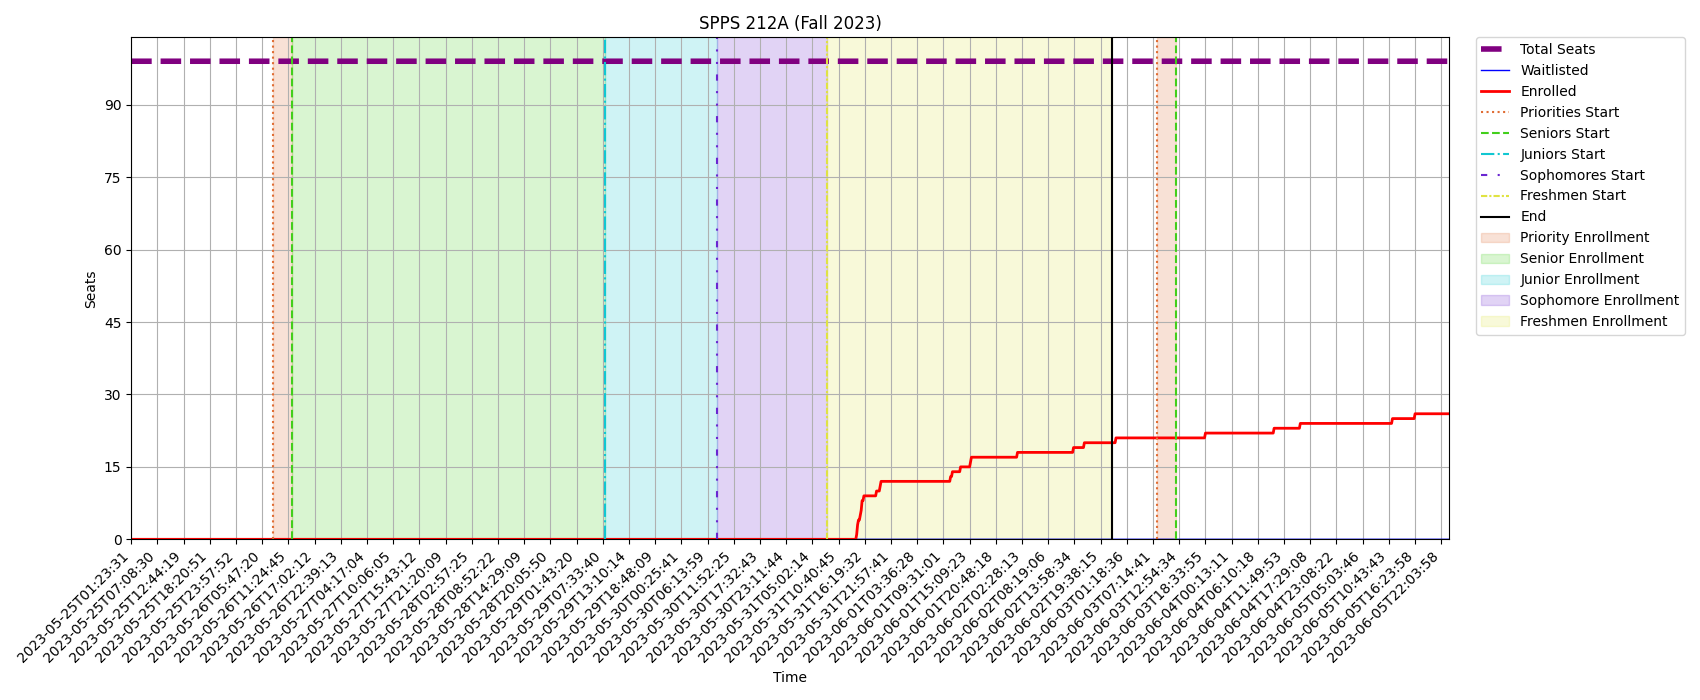 SPPS 212A (Fall 2023)
Seats
90
75
60
45
30
15
0
2023-05-25T01:23:31
2023-05-25T07:08:30
2023-05-25T12:44:19
2023-05-25T18:20:51
2023-05-25T23:57:52
2023-05-26T05:47:20
2023-05-26T11:24:45
2023-05-26T17:02:12
2023-05-26T22:39:13
2023-05-27T04:17:04
2023-05-27T10:06:05
2023-05-27T15:43:12
2023-05-27T21:20:09
2023-05-28T02:57:25
2023-05-28T08:52:22
2023-05-28T14:29:09
2023-05-28T20:05:50
2023-05-29T01:43:20
2023-05-29T07:33:40
2023-05-29T13:10:14
2023-05-29T18:48:09
2023-05-30T00:25:41
2023-05-30T06:13:59
2023-05-30T11:52:25
2023-05-30T17:32:43
2023-05-30T23:11:44
2023-05-31T05:02:14
2023-05-31T10:40:45
2023-05-31T16:19:32
2023-05-31T21:57:41
2023-06-01T03:36:28
2023-06-01T09:31:01
2023-06-01T15:09:23
2023-06-01T20:48:18
2023-06-02T02:28:13
2023-06-02T08:19:06
2023-06-02T13:58:34
2023-06-02T19:38:15
2023-06-03T01:18:36
2023-06-03T07:14:41
2023-06-03T12:54:34
2023-06-03T18:33:55
2023-06-04T00:13:11
2023-06-04T06:10:18
2023-06-04T11:49:53
2023-06-04T17:29:08
2023-06-04T23:08:22
2023-06-05T05:03:46
2023-06-05T10:43:43
2023-06-05T16:23:58
2023-06-05T22:03:58
Time
Total Seats
Waitlisted
Enrolled
Priorities Start
Seniors Start
Juniors Start
Sophomores Start
Freshmen Start
End
Priority Enrollment
Senior Enrollment
Junior Enrollment
Sophomore Enrollment
Freshmen Enrollment